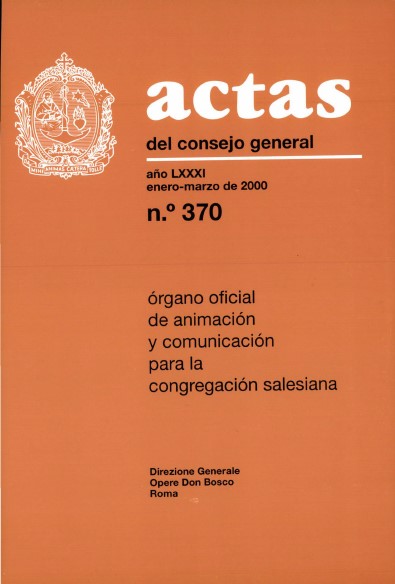 actas
del consejo general
año LXXXI
enero-marzo de 2000
n.º 370
órgano oficial
de animación
y comunicación
para la
congregación salesiana
Direzione Generale
Opere Don Bosco
Roma